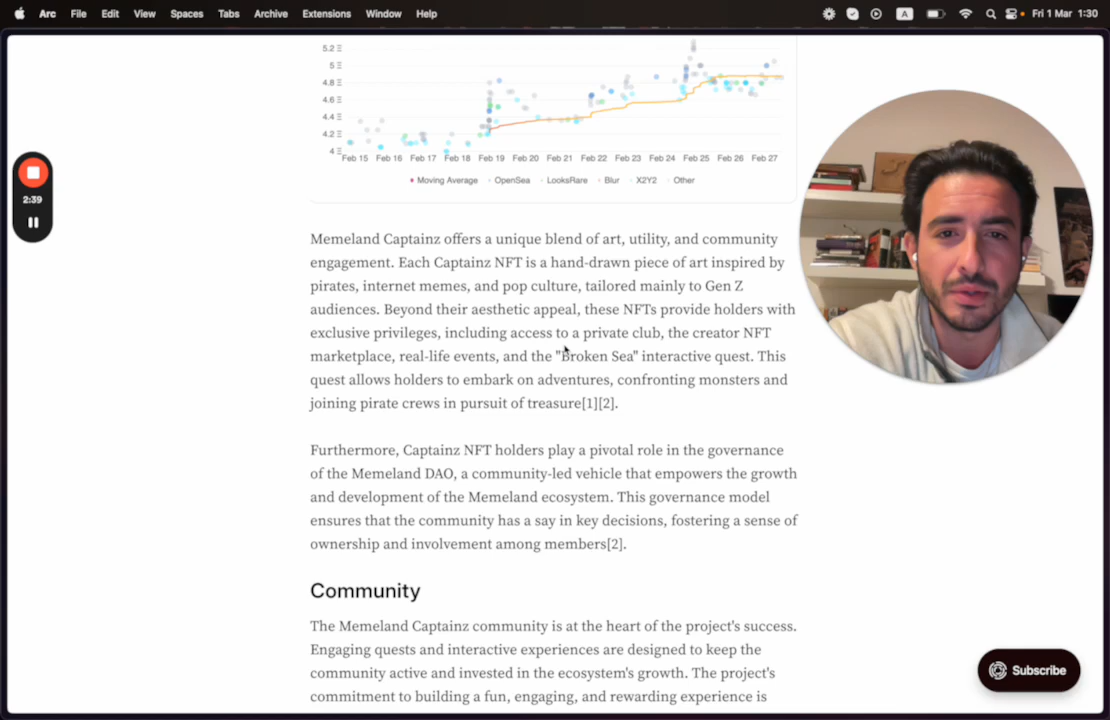 Arc File Edit View Spaces Tabs Archive Extensions Window Help A Fri 1 Mar 1:30
2:39
5.2 Ξ
5 Ξ
4.8 Ξ
4.6 Ξ
4.4 Ξ
4.2 Ξ
4 Ξ
Feb 15 Feb 16 Feb 17 Feb 18 Feb 19 Feb 20 Feb 21 Feb 22 Feb 23 Feb 24 Feb 25 Feb 26 Feb 27
Moving Average OpenSea LooksRare Blur X2Y2 Other
Memeland Captainz offers a unique blend of art, utility, and community
engagement. Each Captainz NFT is a hand-drawn piece of art inspired by
pirates, internet memes, and pop culture, tailored mainly to Gen Z
audiences. Beyond their aesthetic appeal, these NFTs provide holders with
exclusive privileges, including access to a private club, the creator NFT
marketplace, real-life events, and the "Broken Sea" interactive quest. This
quest allows holders to embark on adventures, confronting monsters and
joining pirate crews in pursuit of treasure[1][2].
Furthermore, Captainz NFT holders play a pivotal role in the governance
of the Memeland DAO, a community-led vehicle that empowers the growth
and development of the Memeland ecosystem. This governance model
ensures that the community has a say in key decisions, fostering a sense of
ownership and involvement among members[2].
Community
The Memeland Captainz community is at the heart of the project's success.
Engaging quests and interactive experiences are designed to keep the
community active and invested in the ecosystem's growth. The project's
commitment to building a fun, engaging, and rewarding experience is
Subscribe